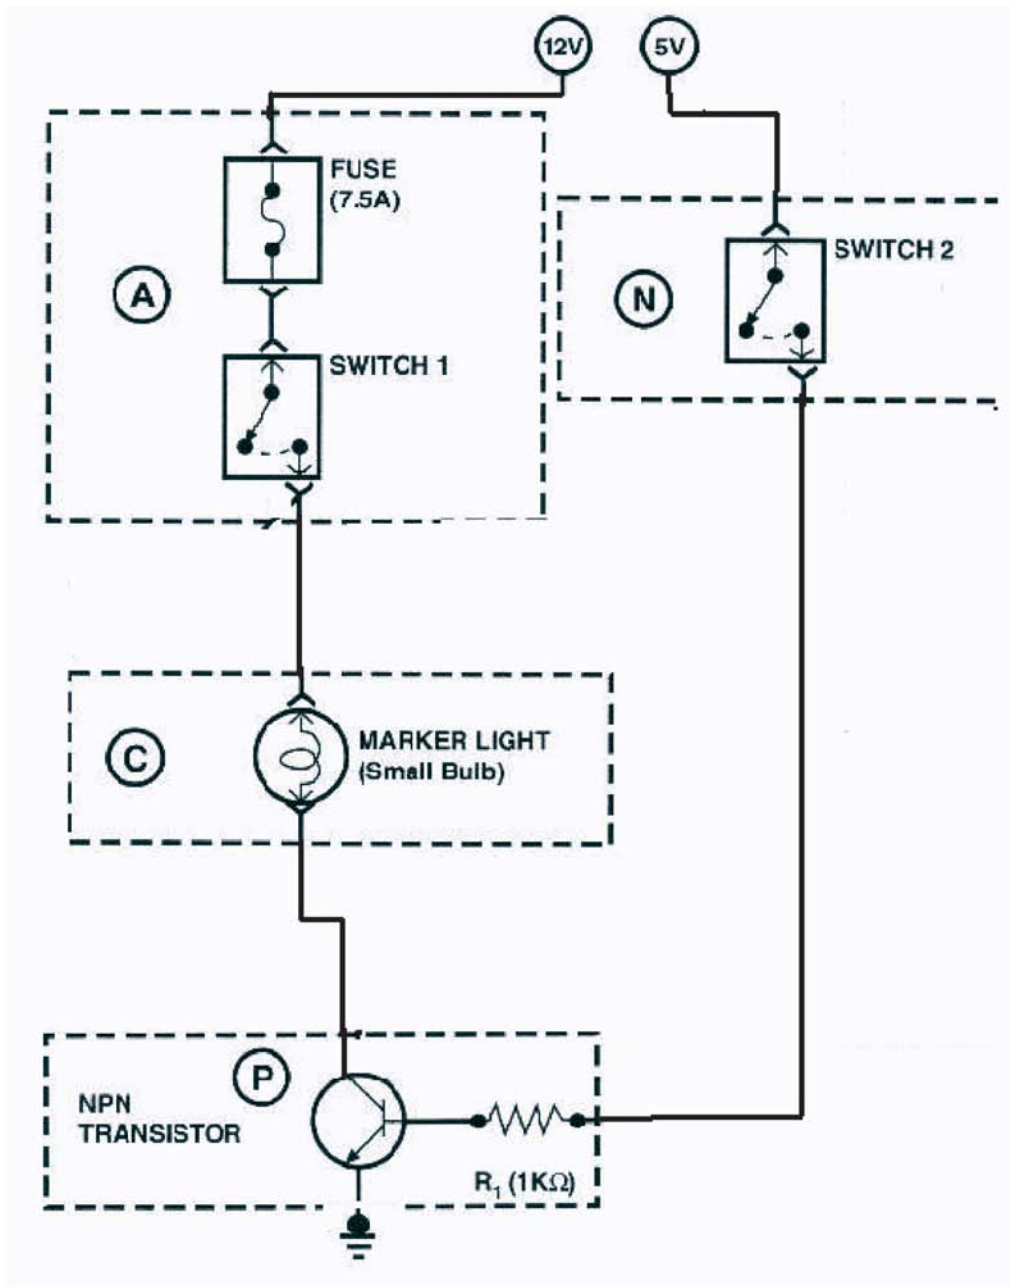 12V
5V
FUSE
(7.5A)
A
SWITCH 1
SWITCH 2
N
C
MARKER LIGHT
(Small Bulb)
P
NPN
TRANSISTOR
R₁ (1KΩ)